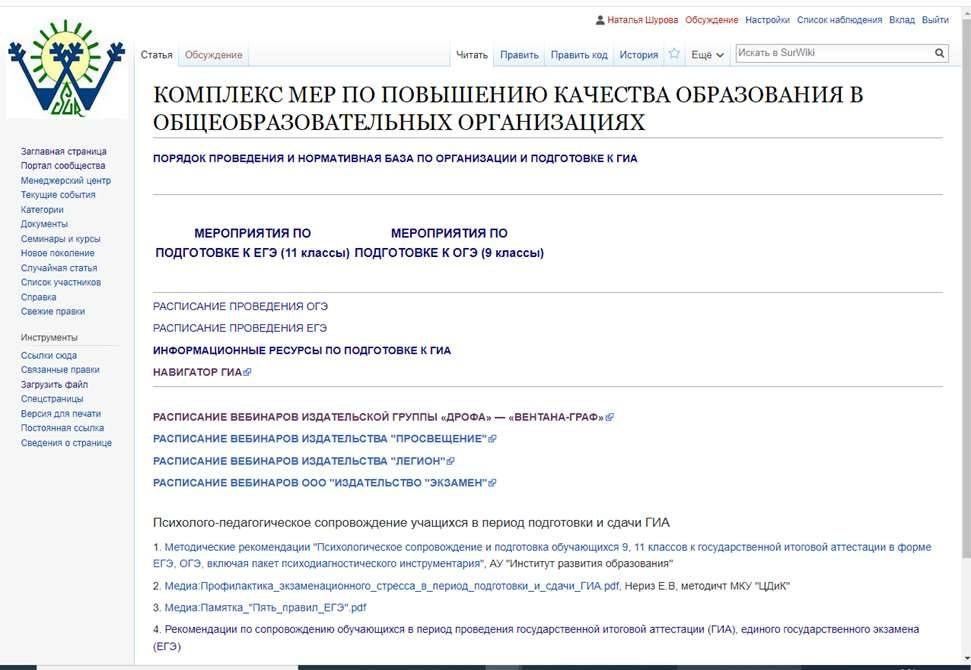 Наталья Шурова Обсуждение Настройки Список наблюдения Вклад Выйти
Статья Обсуждение Читать Править Править код История Ещё Искать в SurWiki
SUR
КОМПЛЕКС МЕР ПО ПОВЫШЕНИЮ КАЧЕСТВА ОБРАЗОВАНИЯ В
ОБЩЕОБРАЗОВАТЕЛЬНЫХ ОРГАНИЗАЦИЯХ
Заглавная страница
Портал сообщества
Менеджерский центр
Текущие события
Категории
Документы
Семинары и курсы
Новое поколение
Случайная статья
Список участников
Справка
Свежие правки
Инструменты
Ссылки сюда
Связанные правки
Загрузить файл
Спецстраницы
Версия для печати
Постоянная ссылка
Сведения о странице
ПОРЯДОК ПРОВЕДЕНИЯ И НОРМАТИВНАЯ БАЗА ПО ОРГАНИЗАЦИИ И ПОДГОТОВКЕ К ГИА
МЕРОПРИЯТИЯ ПО
ПОДГОТОВКЕ К ЕГЭ (11 классы)
МЕРОПРИЯТИЯ ПО
ПОДГОТОВКЕ К ОГЭ (9 классы)
РАСПИСАНИЕ ПРОВЕДЕНИЯ ОГЭ
РАСПИСАНИЕ ПРОВЕДЕНИЯ ЕГЭ
ИНФОРМАЦИОННЫЕ РЕСУРСЫ ПО ПОДГОТОВКЕ К ГИА
НАВИГАТОР ГИА
РАСПИСАНИЕ ВЕБИНАРОВ ИЗДАТЕЛЬСКОЙ ГРУППЫ «ДРОФА» — «ВЕНТАНА-ГРАФ»
РАСПИСАНИЕ ВЕБИНАРОВ ИЗДАТЕЛЬСТВА "ПРОСВЕЩЕНИЕ"
РАСПИСАНИЕ ВЕБИНАРОВ ИЗДАТЕЛЬСТВА "ЛЕГИОН"
РАСПИСАНИЕ ВЕБИНАРОВ ООО "ИЗДАТЕЛЬСТВО "ЭКЗАМЕН"
Психолого-педагогическое сопровождение учащихся в период подготовки и сдачи ГИА
1. Методические рекомендации "Психологическое сопровождение и подготовка обучающихся 9, 11 классов к государственной итоговой аттестации в форме
ЕГЭ, ОГЭ, включая пакет психодиагностического инструментария", АУ "Институт развития образования"
2. Медиа:Профилактика_экзаменационного_стресса_в_период_подготовки_и_сдачи_ГИА.pdf, Нериз Е.В, методичт МКУ "ЦДиК"
3. Медиа:Памятка_"Пять_правил_ЕГЭ".pdf
4. Рекомендации по сопровождению обучающихся в период проведения государственной итоговой аттестации (ГИА), единого государственного экзамена
(ЕГЭ)